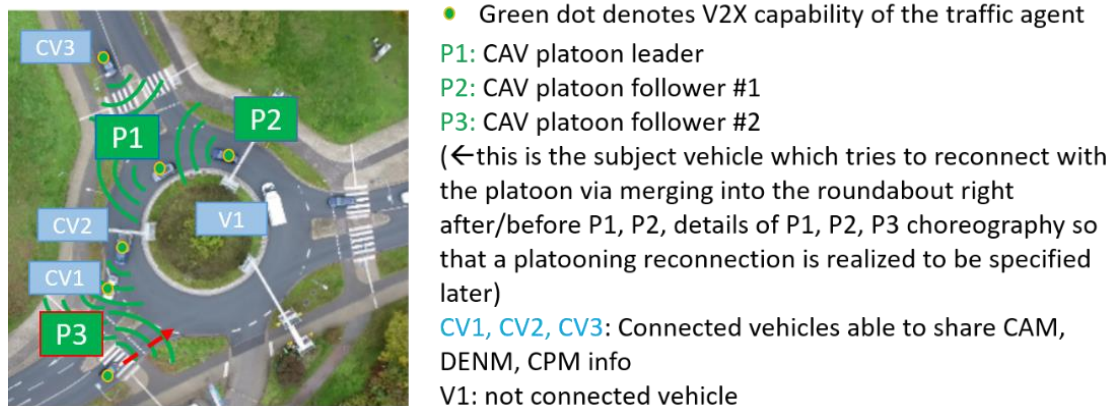 CV3
P2
P1
CV2
V1
CV1
P3
• Green dot denotes V2X capability of the traffic agent
P1: CAV platoon leader
P2: CAV platoon follower #1
P3: CAV platoon follower #2
(←this is the subject vehicle which tries to reconnect with
the platoon via merging into the roundabout right
after/before P1, P2, details of P1, P2, P3 choreography so
that a platooning reconnection is realized to be specified
later)
CV1, CV2, CV3: Connected vehicles able to share CAM,
DENM, CPM info
V1: not connected vehicle